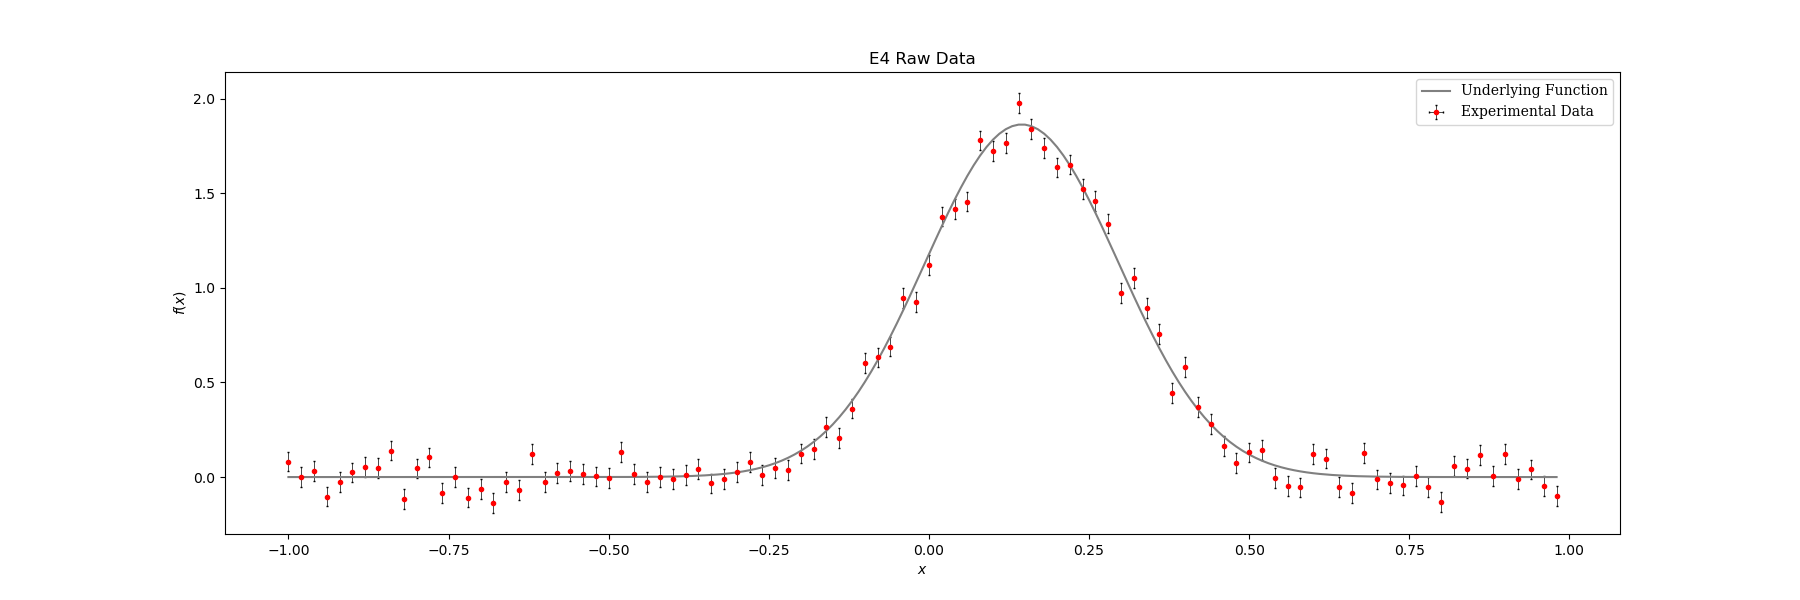 E4 Raw Data
2.0
1.5
1.0
0.5
0.0
f(x)
Underlying Function
Experimental Data
−1.00 −0.75 −0.50 −0.25 0.00 0.25 0.50 0.75 1.00
x